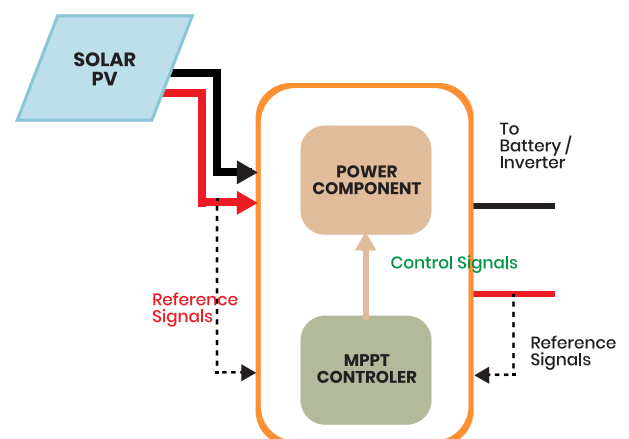 SOLAR
PV
To
Battery /
Inverter
POWER
COMPONENT
Control Signals
Reference
Signals
Reference
Signals
MPPT
CONTROLER